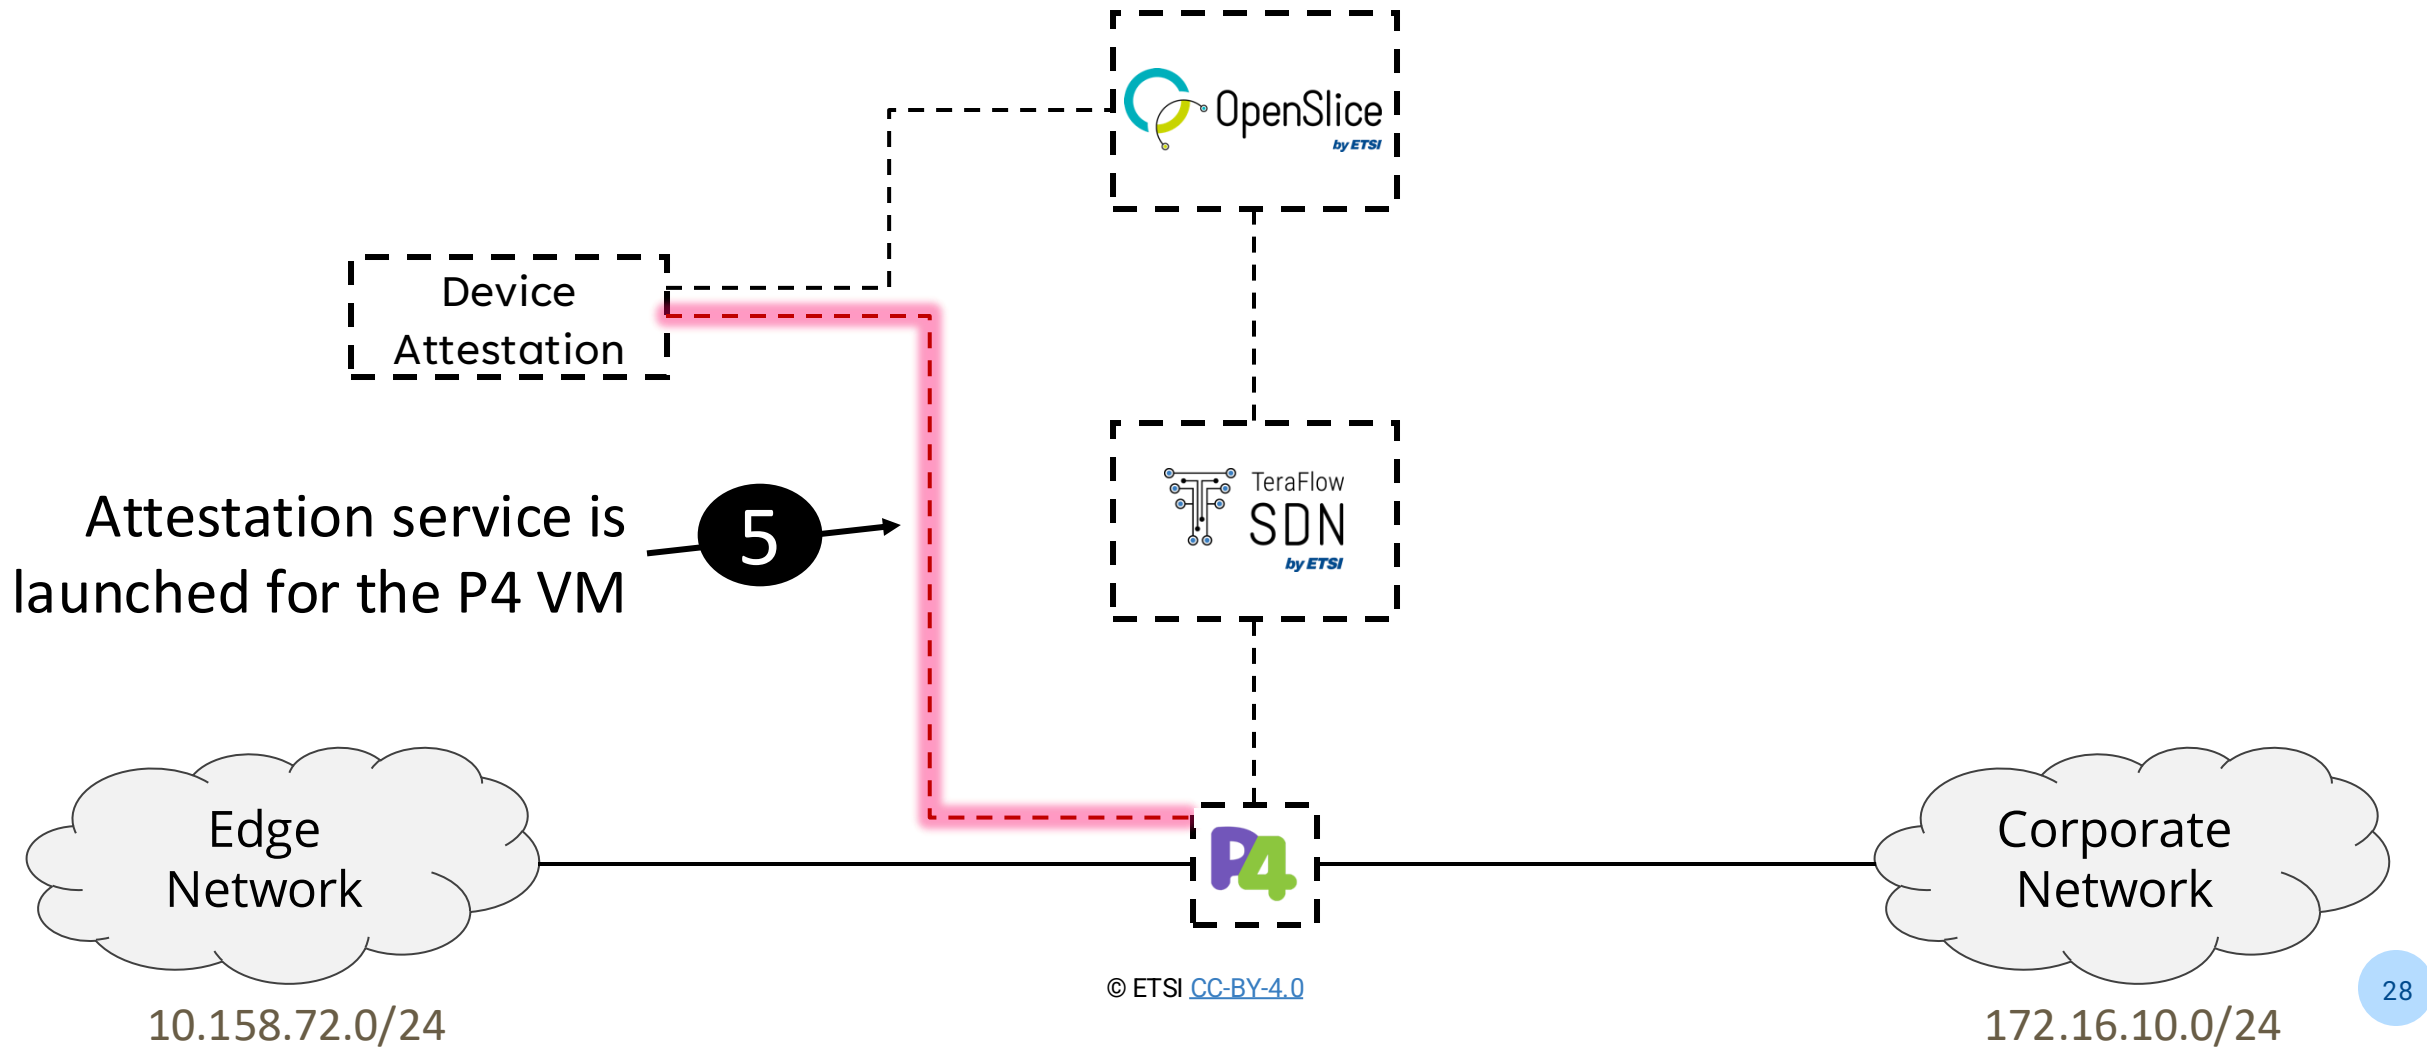 OpenSlice
by ETSI
Device
Attestation
TeraFlow
SDN
by ETSI
Attestation service is
launched for the P4 VM
5
Edge
Network
P4
Corporate
Network
© ETSI CC-BY-4.0
28
10.158.72.0/24
172.16.10.0/24